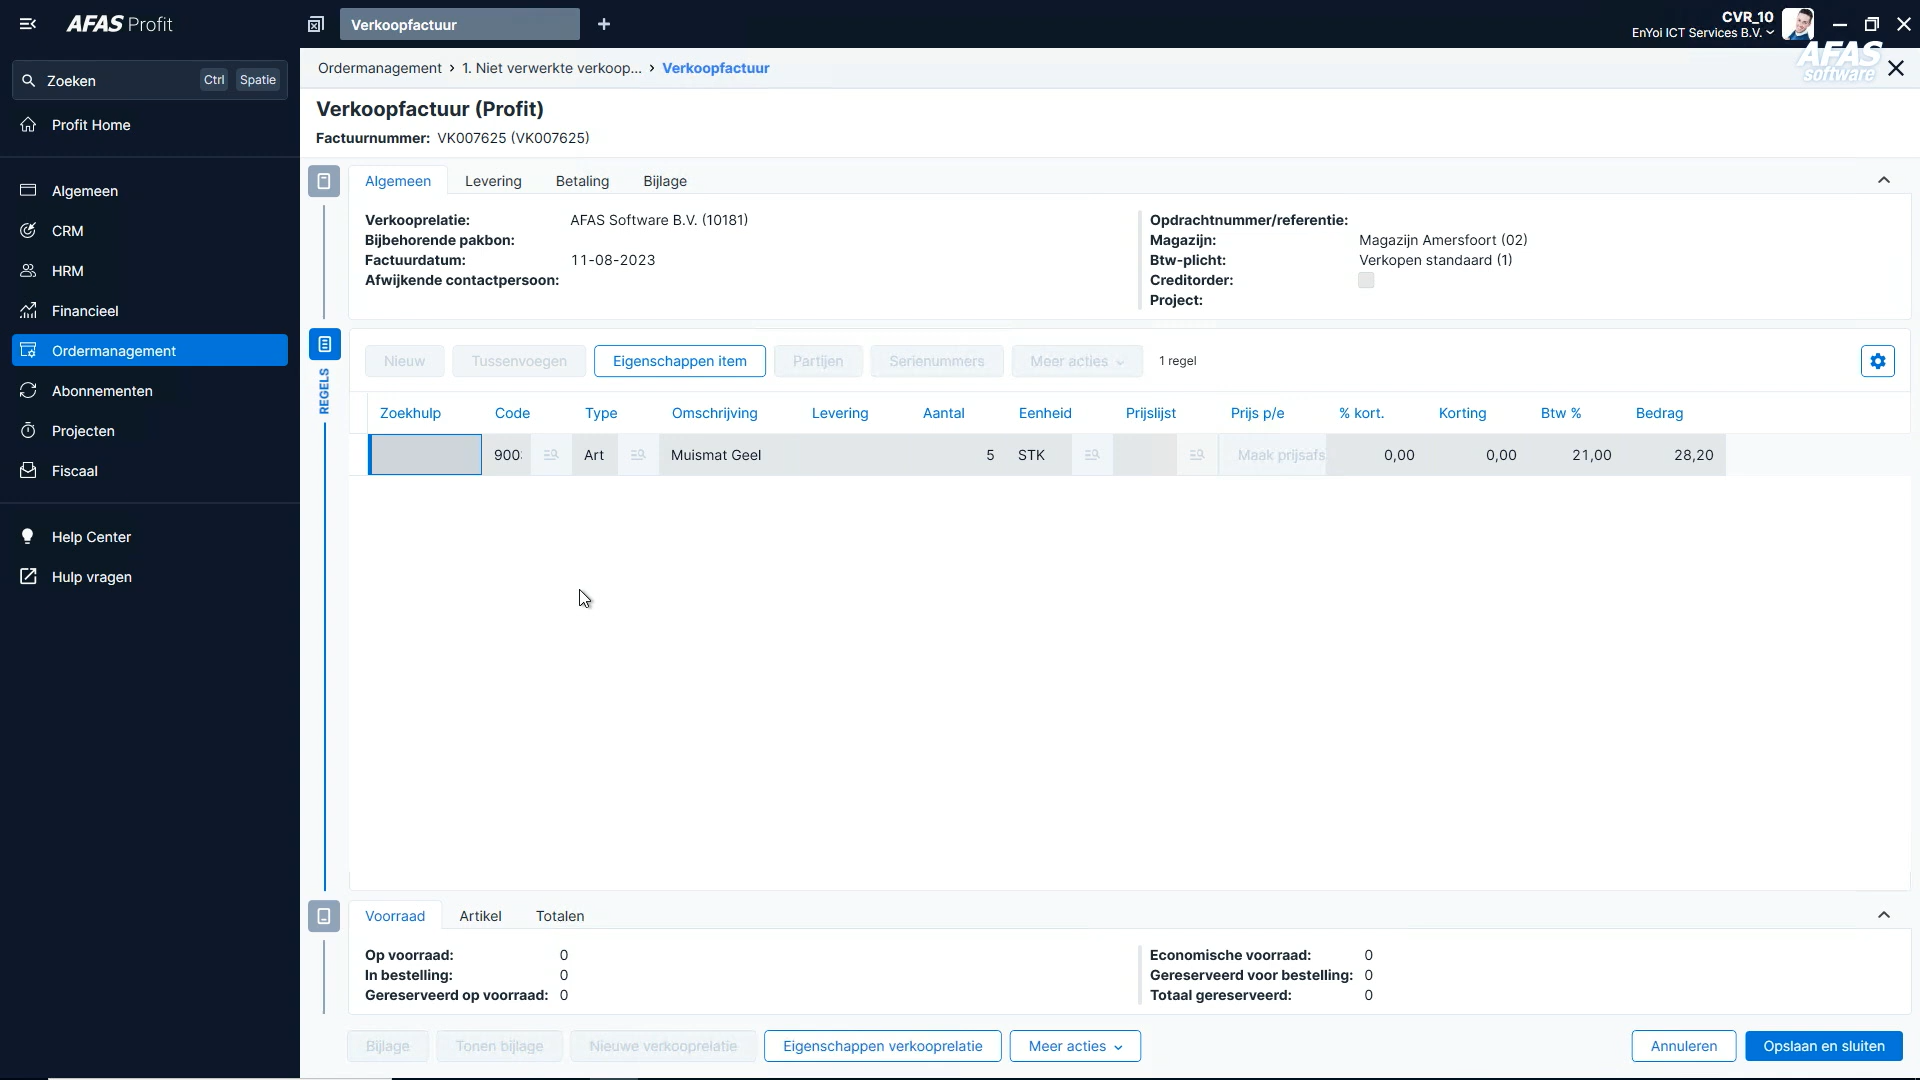 AFAS Profit
Verkoopfactuur
CVR_10
EnYoi ICT Services B.V.
AFAS
software
Zoeken Ctrl Spatie
Profit Home
Algemeen
CRM
HRM
Financieel
Ordermanagement
Abonnementen
Projecten
Fiscaal
Help Center
Hulp vragen
Ordermanagement › 1. Niet verwerkte verkoop... › Verkoopfactuur
Verkoopfactuur (Profit)
Factuurnummer: VK007625 (VK007625)
Algemeen Levering Betaling Bijlage
Verkooprelatie: AFAS Software B.V. (10181)
Bijbehorende pakbon:
Factuurdatum: 11-08-2023
Afwijkende contactpersoon:
Opdrachtnummer/referentie:
Magazijn: Magazijn Amersfoort (02)
Btw-plicht: Verkopen standaard (1)
Creditorder:
Project:
REGELS
Nieuw Tussenvoegen Eigenschappen item Partijen Serienummers Meer acties 1 regel
Zoekhulp Code Type Omschrijving Levering Aantal Eenheid Prijslijst Prijs p/e % kort. Korting Btw % Bedrag
Art Muismat Geel 5 STK Maak prijsafs 0,00 0,00 21,00 28,20
Voorraad Artikel Totalen
Op voorraad: 0
In bestelling: 0
Gereserveerd op voorraad: 0
Economische voorraad: 0
Gereserveerd voor bestelling: 0
Totaal gereserveerd: 0
Bijlage Tonen bijlage Nieuwe verkooprelatie Eigenschappen verkooprelatie Meer acties Annuleren Opslaan en sluiten